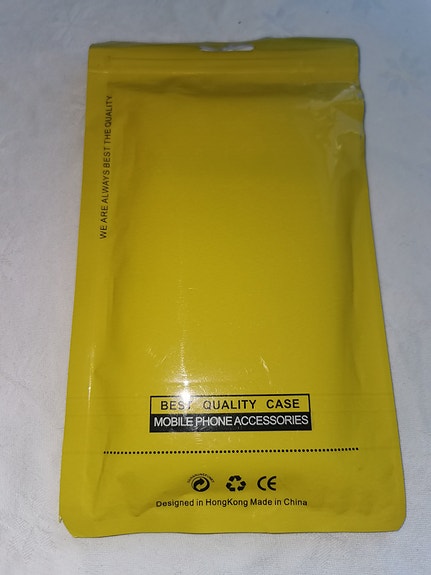 WE ARE ALWAYS BEST THE QUALITY
BEST QUALITY CASE
MOBILE PHONE ACCESSORIES
CE
Designed in HongKong Made in China